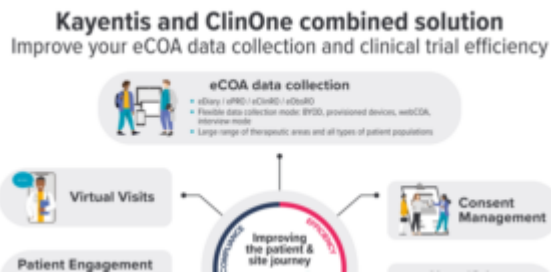 Kayentis and ClinOne combined solution
Improve your eCOA data collection and clinical trial efficiency
eCOA data collection
eDiary / ePRO / eClinRO / eObsRO
Flexible data collection mode: BYOD, provisioned devices, webCOA,
interview mode
Large range of therapeutic areas and all types of patient populations
Virtual Visits
Consent
Management
COMPLIANCE
EFFICIENCY
Improving
the patient &
site journey
Patient Engagement